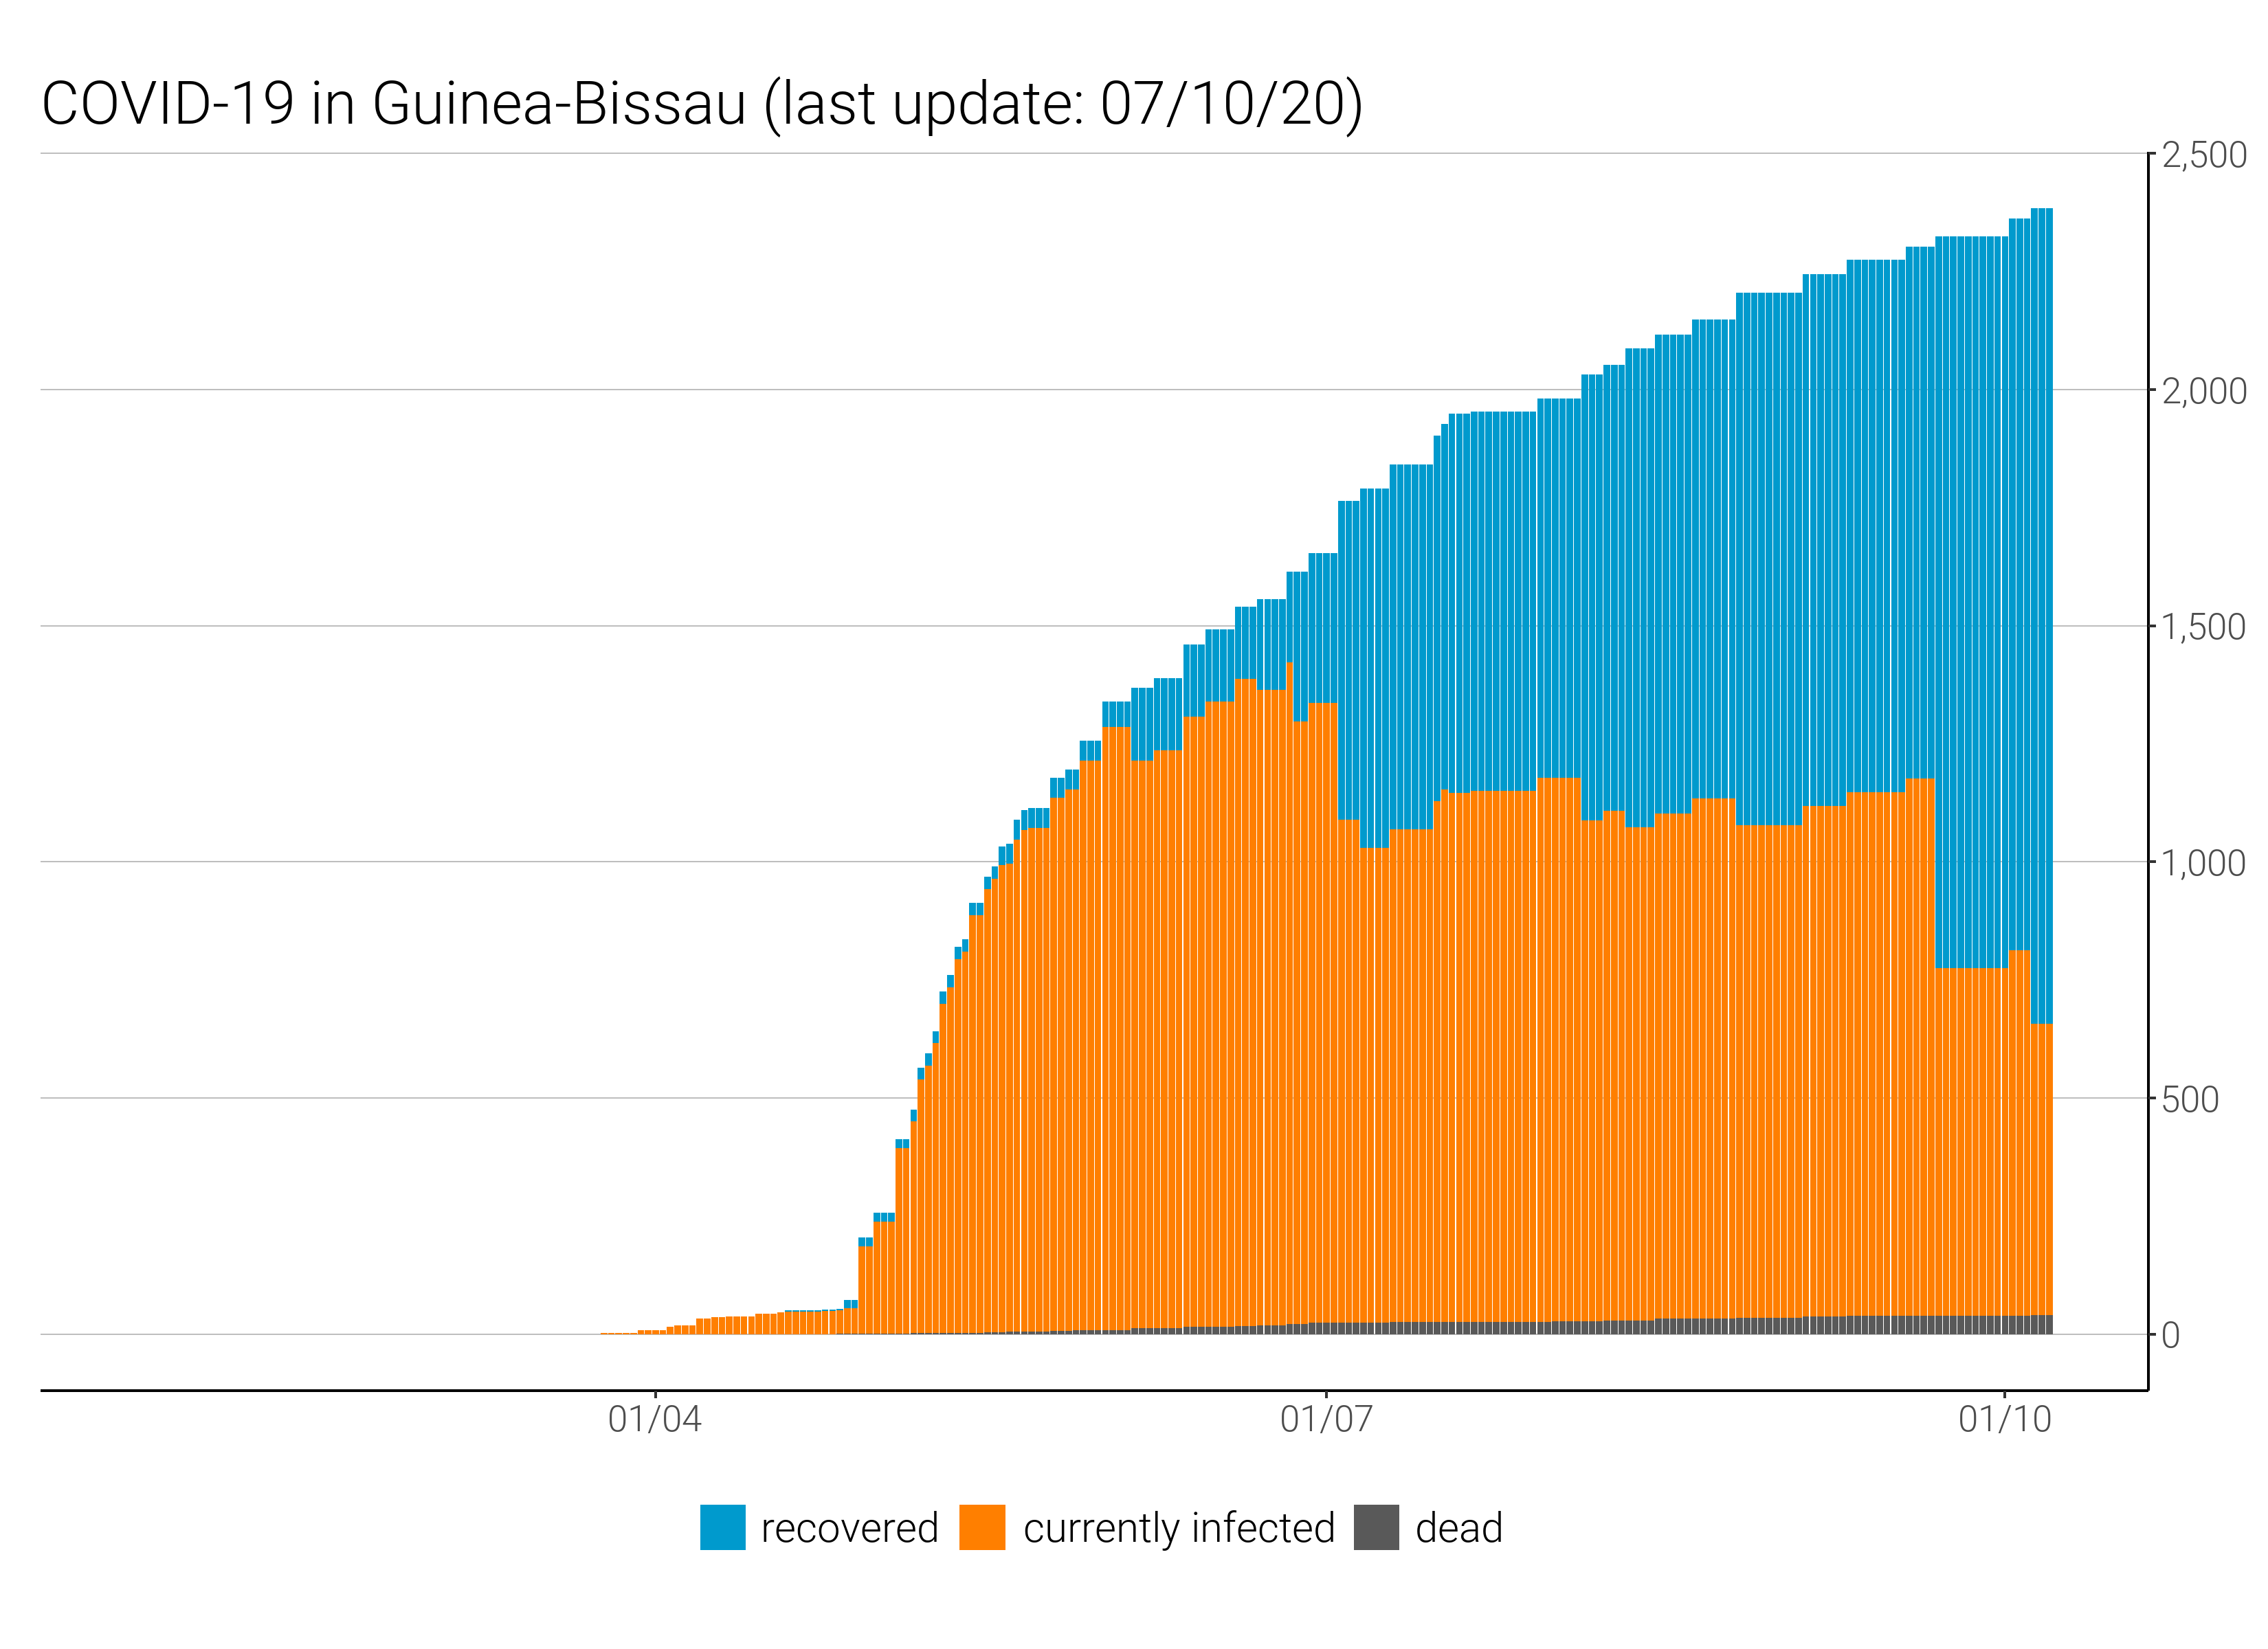 COVID-19 in Guinea-Bissau (last update: 07/10/20)
2,500
2,000
1,500
1,000
500
0
01/04 01/07 01/10
recovered currently infected dead